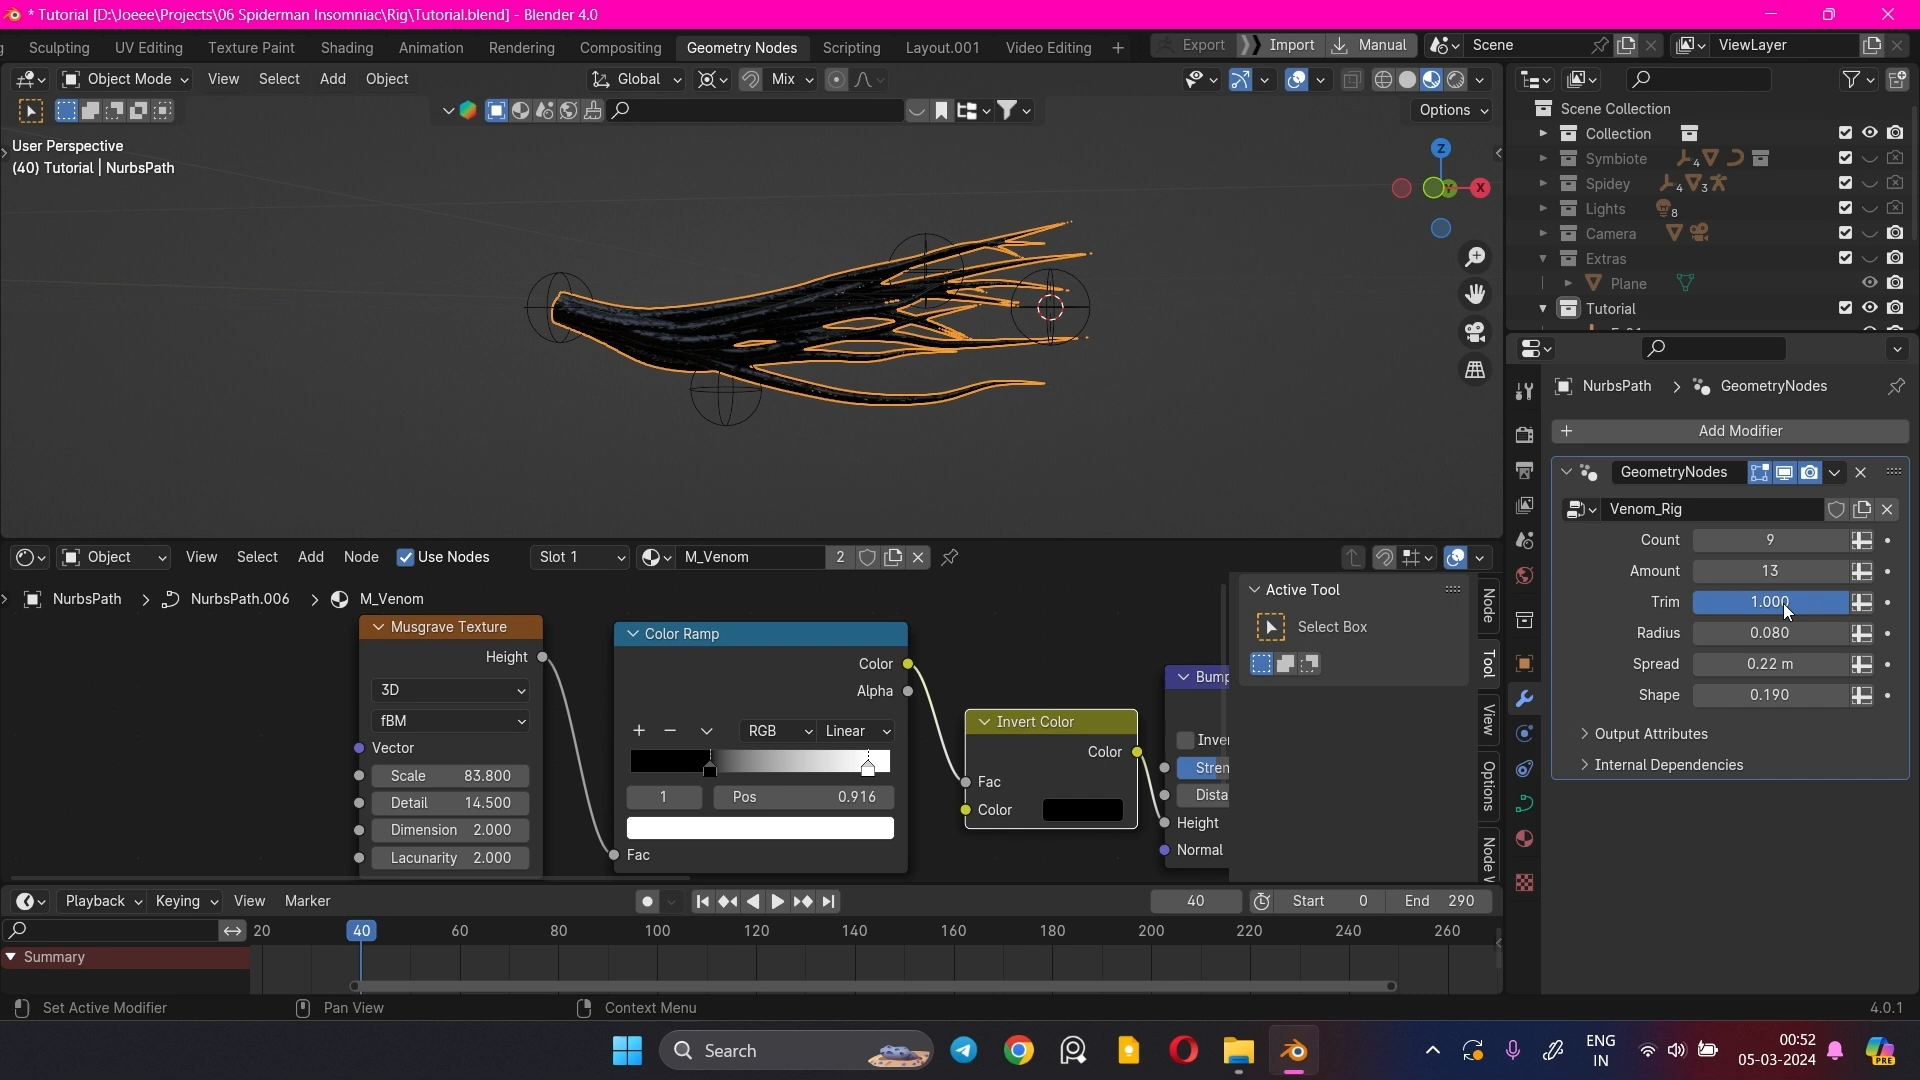 * Tutorial [D:\Joeee\Projects\06 Spiderman Insomniac\Rig\Tutorial.blend] - Blender 4.0
Sculpting UV Editing Texture Paint Shading Animation Rendering Compositing Geometry Nodes Scripting Layout.001 Video Editing + Export Import Manual Scene ViewLayer
Object Mode View Select Add Object Global Mix
Options
User Perspective
(40) Tutorial | NurbsPath
Z
Y
X
Scene Collection
Collection
Symbiote 4
Spidey 4 3
Lights 8
Camera
Extras
Plane
Tutorial
NurbsPath > GeometryNodes
+ Add Modifier
GeometryNodes
Venom_Rig
Count 9
Amount 13
Trim 1.000
Radius 0.080
Spread 0.22 m
Shape 0.190
Output Attributes
Internal Dependencies
Object View Select Add Node Use Nodes Slot 1 M_Venom 2
NurbsPath > NurbsPath.006 > M_Venom
Musgrave Texture
Height
3D
fBM
Vector
Scale 83.800
Detail 14.500
Dimension 2.000
Lacunarity 2.000
Color Ramp
Color
Alpha
RGB Linear
1 Pos 0.916
Fac
Invert Color
Color
Fac
Color
Bump
Inver
Stren
Dista
Height
Normal
Active Tool
Select Box
Node
Tool
View
Options
Node W
Playback Keying View Marker 40 Start 0 End 290
20 40 60 80 100 120 140 160 180 200 220 240 260
Summary
Set Active Modifier Pan View Context Menu 4.0.1
Search
ENG
IN
00:52
05-03-2024
PRE